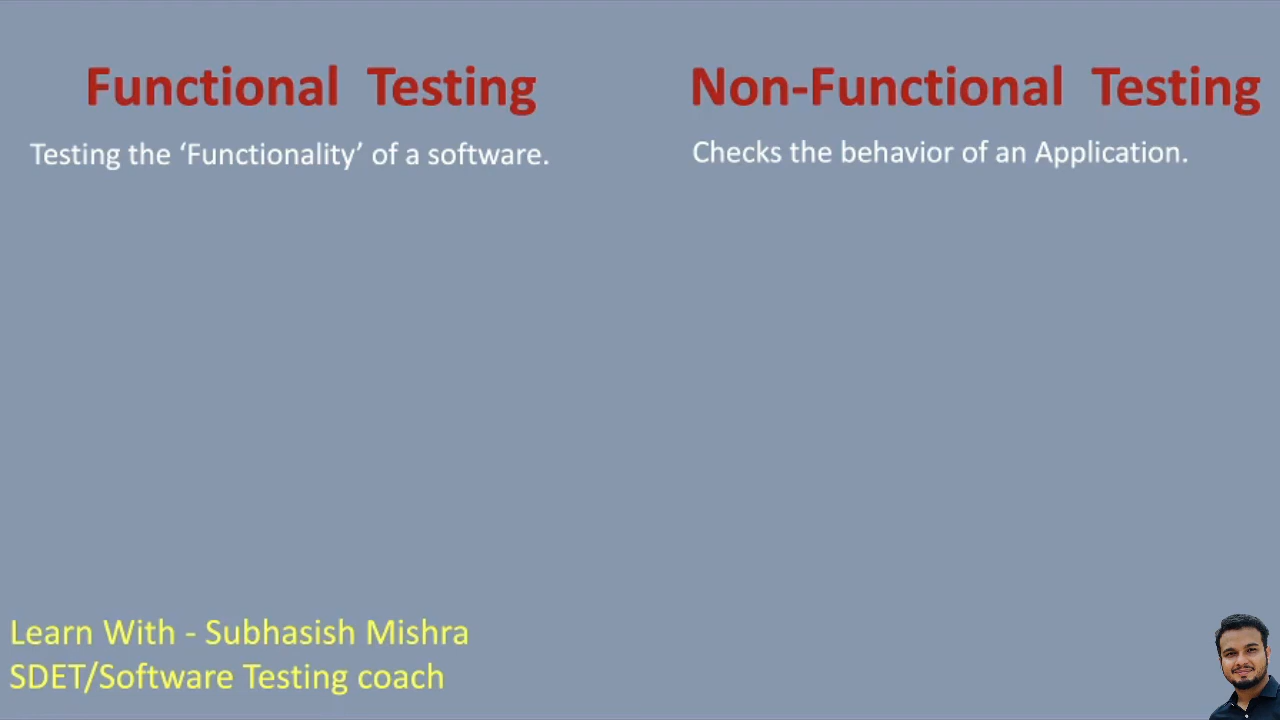 Functional Testing
Non-Functional Testing
Testing the ‘Functionality’ of a software.
Checks the behavior of an Application.
Learn With - Subhasish Mishra
SDET/Software Testing coach